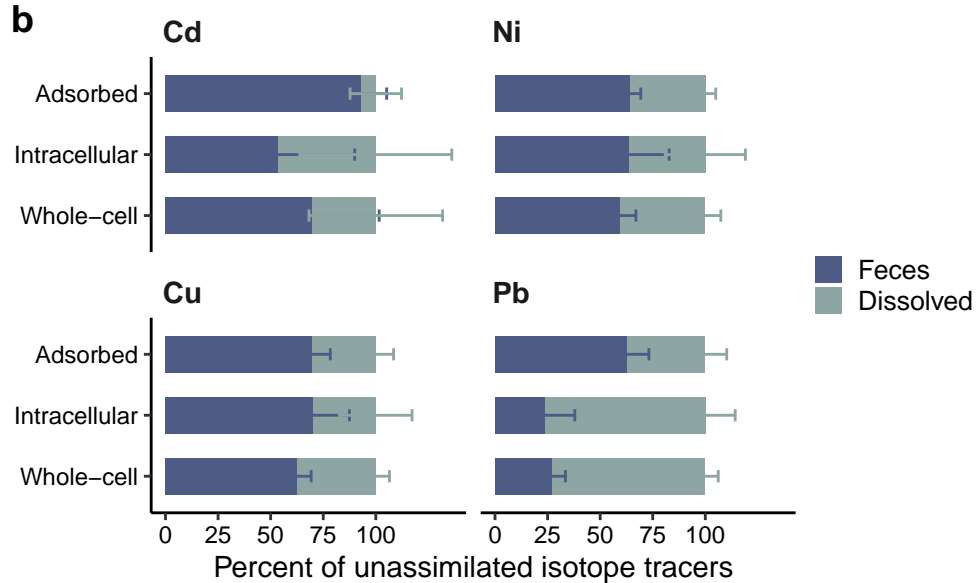 b
Cd
Ni
Adsorbed
Intracellular
Whole−cell
Feces
Dissolved
Cu
Pb
Adsorbed
Intracellular
Whole−cell
0 25 50 75 100 0 25 50 75 100
Percent of unassimilated isotope tracers